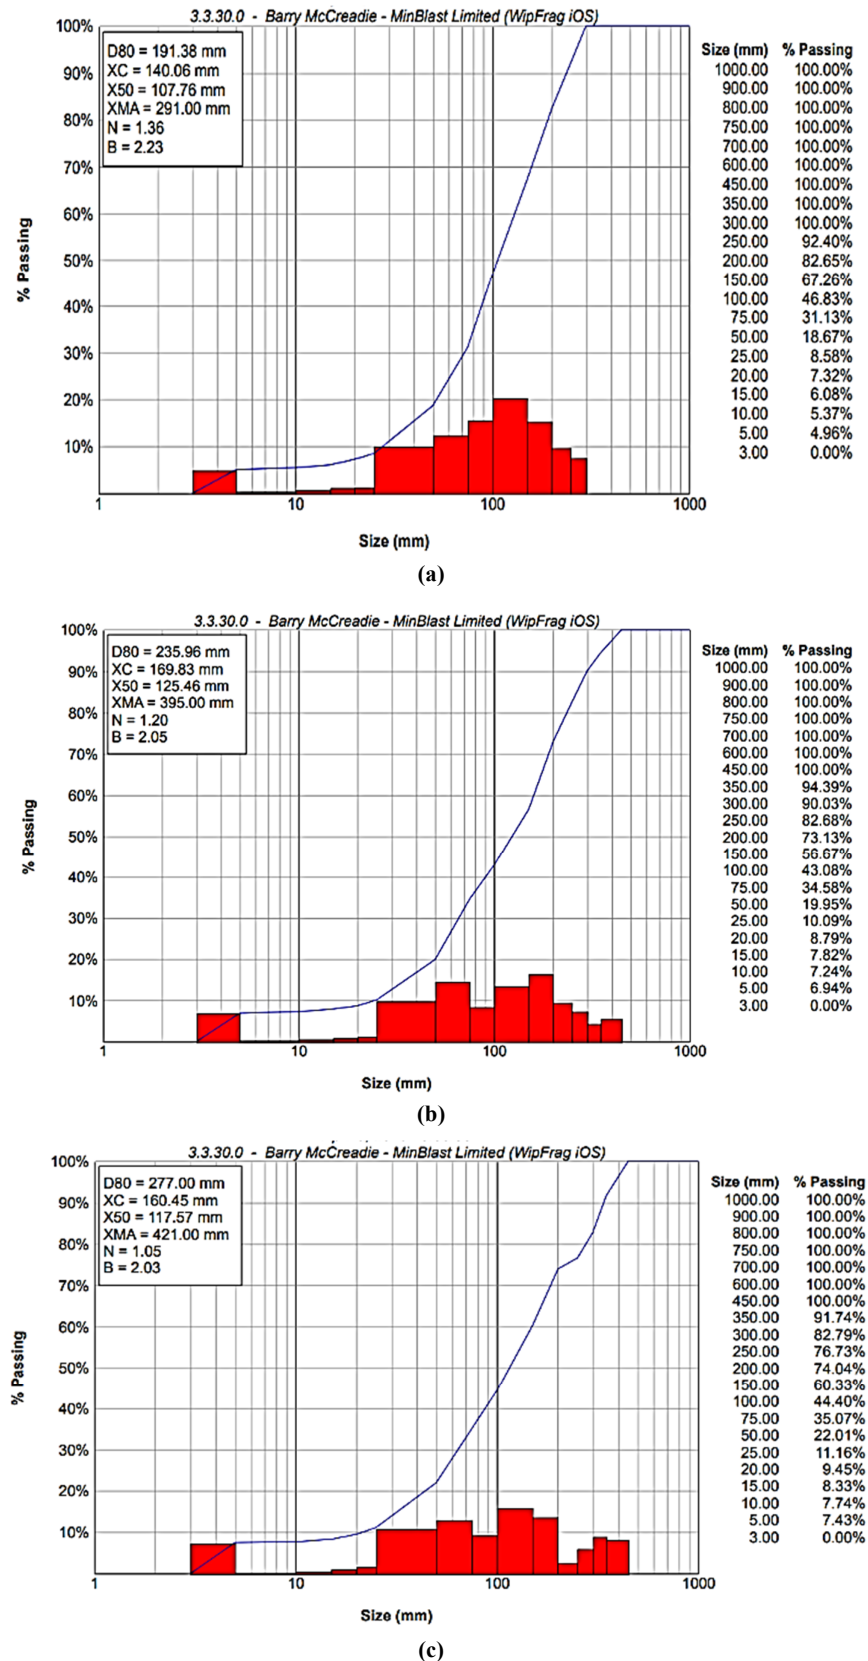 3.3.30.0 - Barry McCreadie - MinBlast Limited (WipFrag iOS)
D80 = 191.38 mm
XC = 140.06 mm
X50 = 107.76 mm
XMA = 291.00 mm
N = 1.36
B = 2.23
100%
90%
80%
70%
60%
50%
40%
30%
20%
10%
% Passing
1 10 100 1000
Size (mm)
Size (mm) % Passing
1000.00 100.00%
900.00 100.00%
800.00 100.00%
750.00 100.00%
700.00 100.00%
600.00 100.00%
450.00 100.00%
350.00 100.00%
300.00 100.00%
250.00 92.40%
200.00 82.65%
150.00 67.26%
100.00 46.83%
75.00 31.13%
50.00 18.67%
25.00 8.58%
20.00 7.32%
15.00 6.08%
10.00 5.37%
5.00 4.96%
3.00 0.00%
(a)
3.3.30.0 - Barry McCreadie - MinBlast Limited (WipFrag iOS)
D80 = 235.96 mm
XC = 169.83 mm
X50 = 125.46 mm
XMA = 395.00 mm
N = 1.20
B = 2.05
100%
90%
80%
70%
60%
50%
40%
30%
20%
10%
% Passing
1 10 100 1000
Size (mm)
Size (mm) % Passing
1000.00 100.00%
900.00 100.00%
800.00 100.00%
750.00 100.00%
700.00 100.00%
600.00 100.00%
450.00 100.00%
350.00 94.39%
300.00 90.03%
250.00 82.68%
200.00 73.13%
150.00 56.67%
100.00 43.08%
75.00 34.58%
50.00 19.95%
25.00 10.09%
20.00 8.79%
15.00 7.82%
10.00 7.24%
5.00 6.94%
3.00 0.00%
(b)
3.3.30.0 - Barry McCreadie - MinBlast Limited (WipFrag iOS)
D80 = 277.00 mm
XC = 160.45 mm
X50 = 117.57 mm
XMA = 421.00 mm
N = 1.05
B = 2.03
100%
90%
80%
70%
60%
50%
40%
30%
20%
10%
% Passing
1 10 100 1000
Size (mm)
Size (mm) % Passing
1000.00 100.00%
900.00 100.00%
800.00 100.00%
750.00 100.00%
700.00 100.00%
600.00 100.00%
450.00 100.00%
350.00 91.74%
300.00 82.79%
250.00 76.73%
200.00 74.04%
150.00 60.33%
100.00 44.40%
75.00 35.07%
50.00 22.01%
25.00 11.16%
20.00 9.45%
15.00 8.33%
10.00 7.74%
5.00 7.43%
3.00 0.00%
(c)